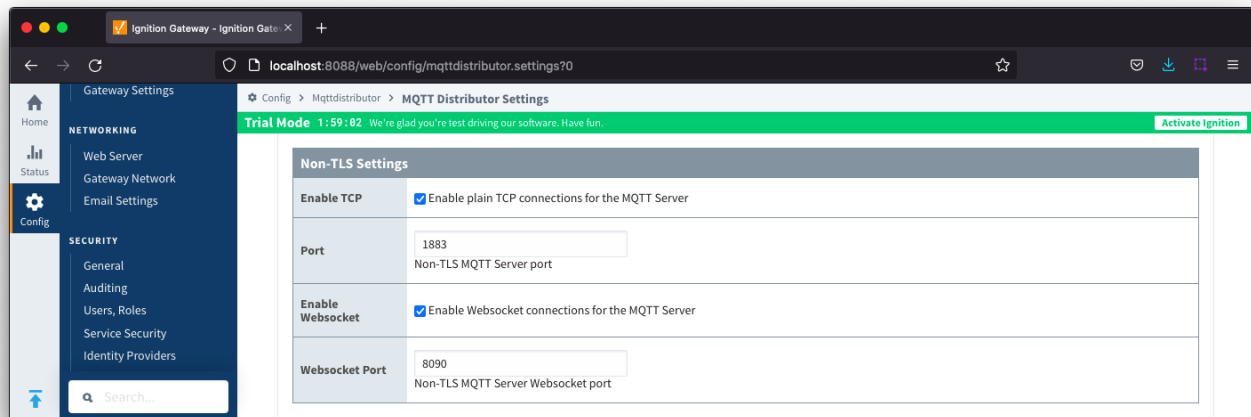 Ignition Gateway - Ignition Gate
localhost:8088/web/config/mqttdistributor.settings?0
Home
Status
Config
Gateway Settings
NETWORKING
Web Server
Gateway Network
Email Settings
SECURITY
General
Auditing
Users, Roles
Service Security
Identity Providers
Search...
Config > Mqttdistributor > MQTT Distributor Settings
Trial Mode 1:59:02 We're glad you're test driving our software. Have fun.
Activate Ignition
Non-TLS Settings
Enable TCP
Enable plain TCP connections for the MQTT Server
Port
1883
Non-TLS MQTT Server port
Enable
Websocket
Enable Websocket connections for the MQTT Server
Websocket Port
8090
Non-TLS MQTT Server Websocket port